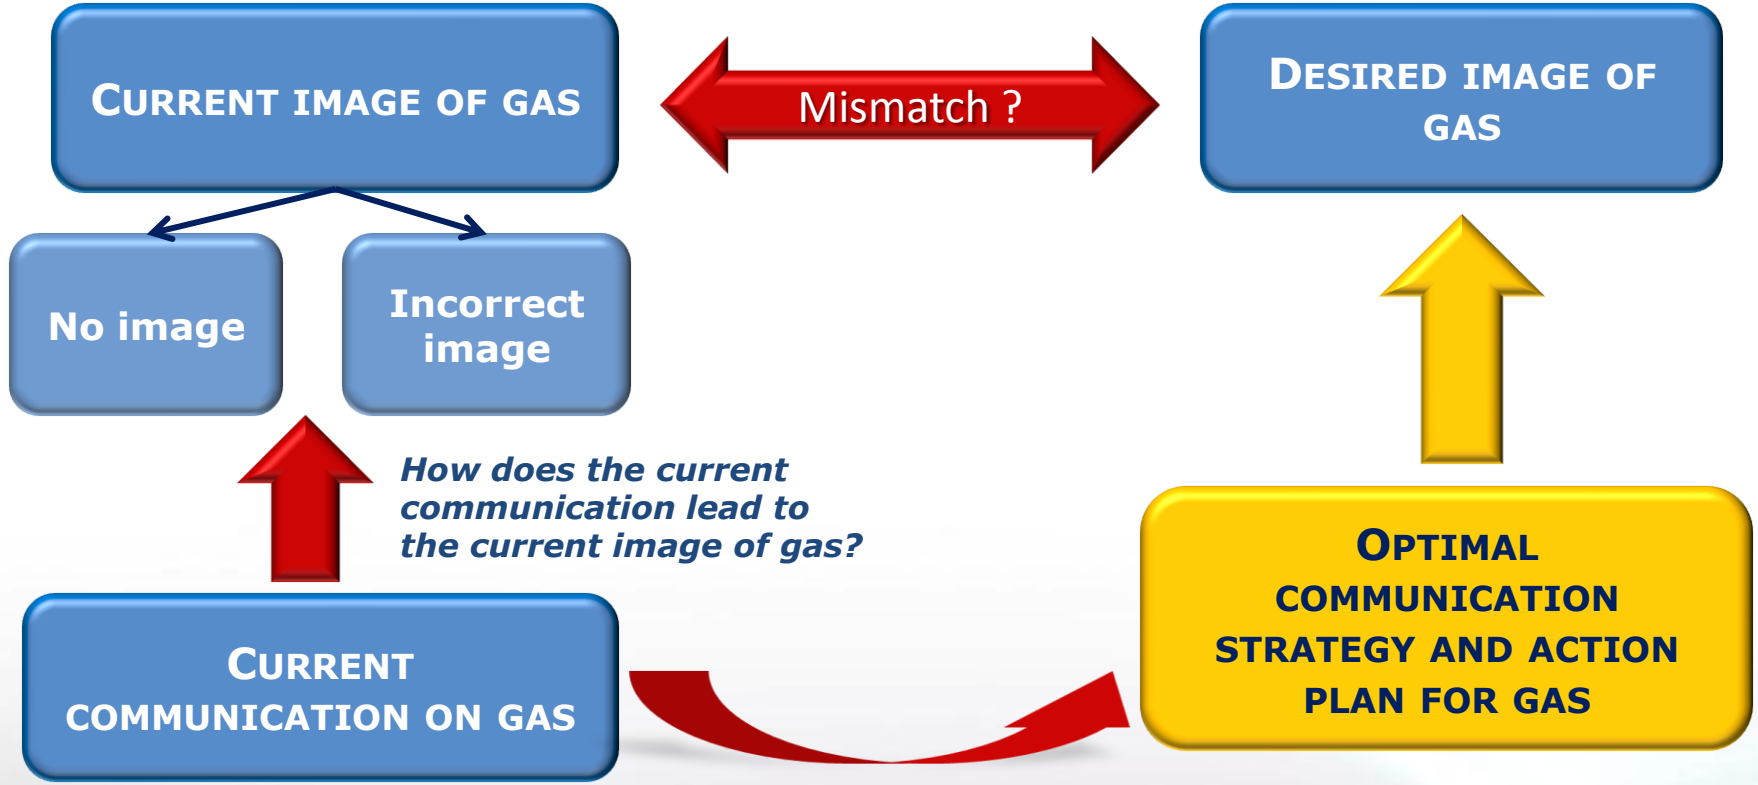 CURRENT IMAGE OF GAS
Mismatch ?
DESIRED IMAGE OF
GAS
No image
Incorrect
image
How does the current
communication lead to
the current image of gas?
CURRENT
COMMUNICATION ON GAS
OPTIMAL
COMMUNICATION
STRATEGY AND ACTION
PLAN FOR GAS